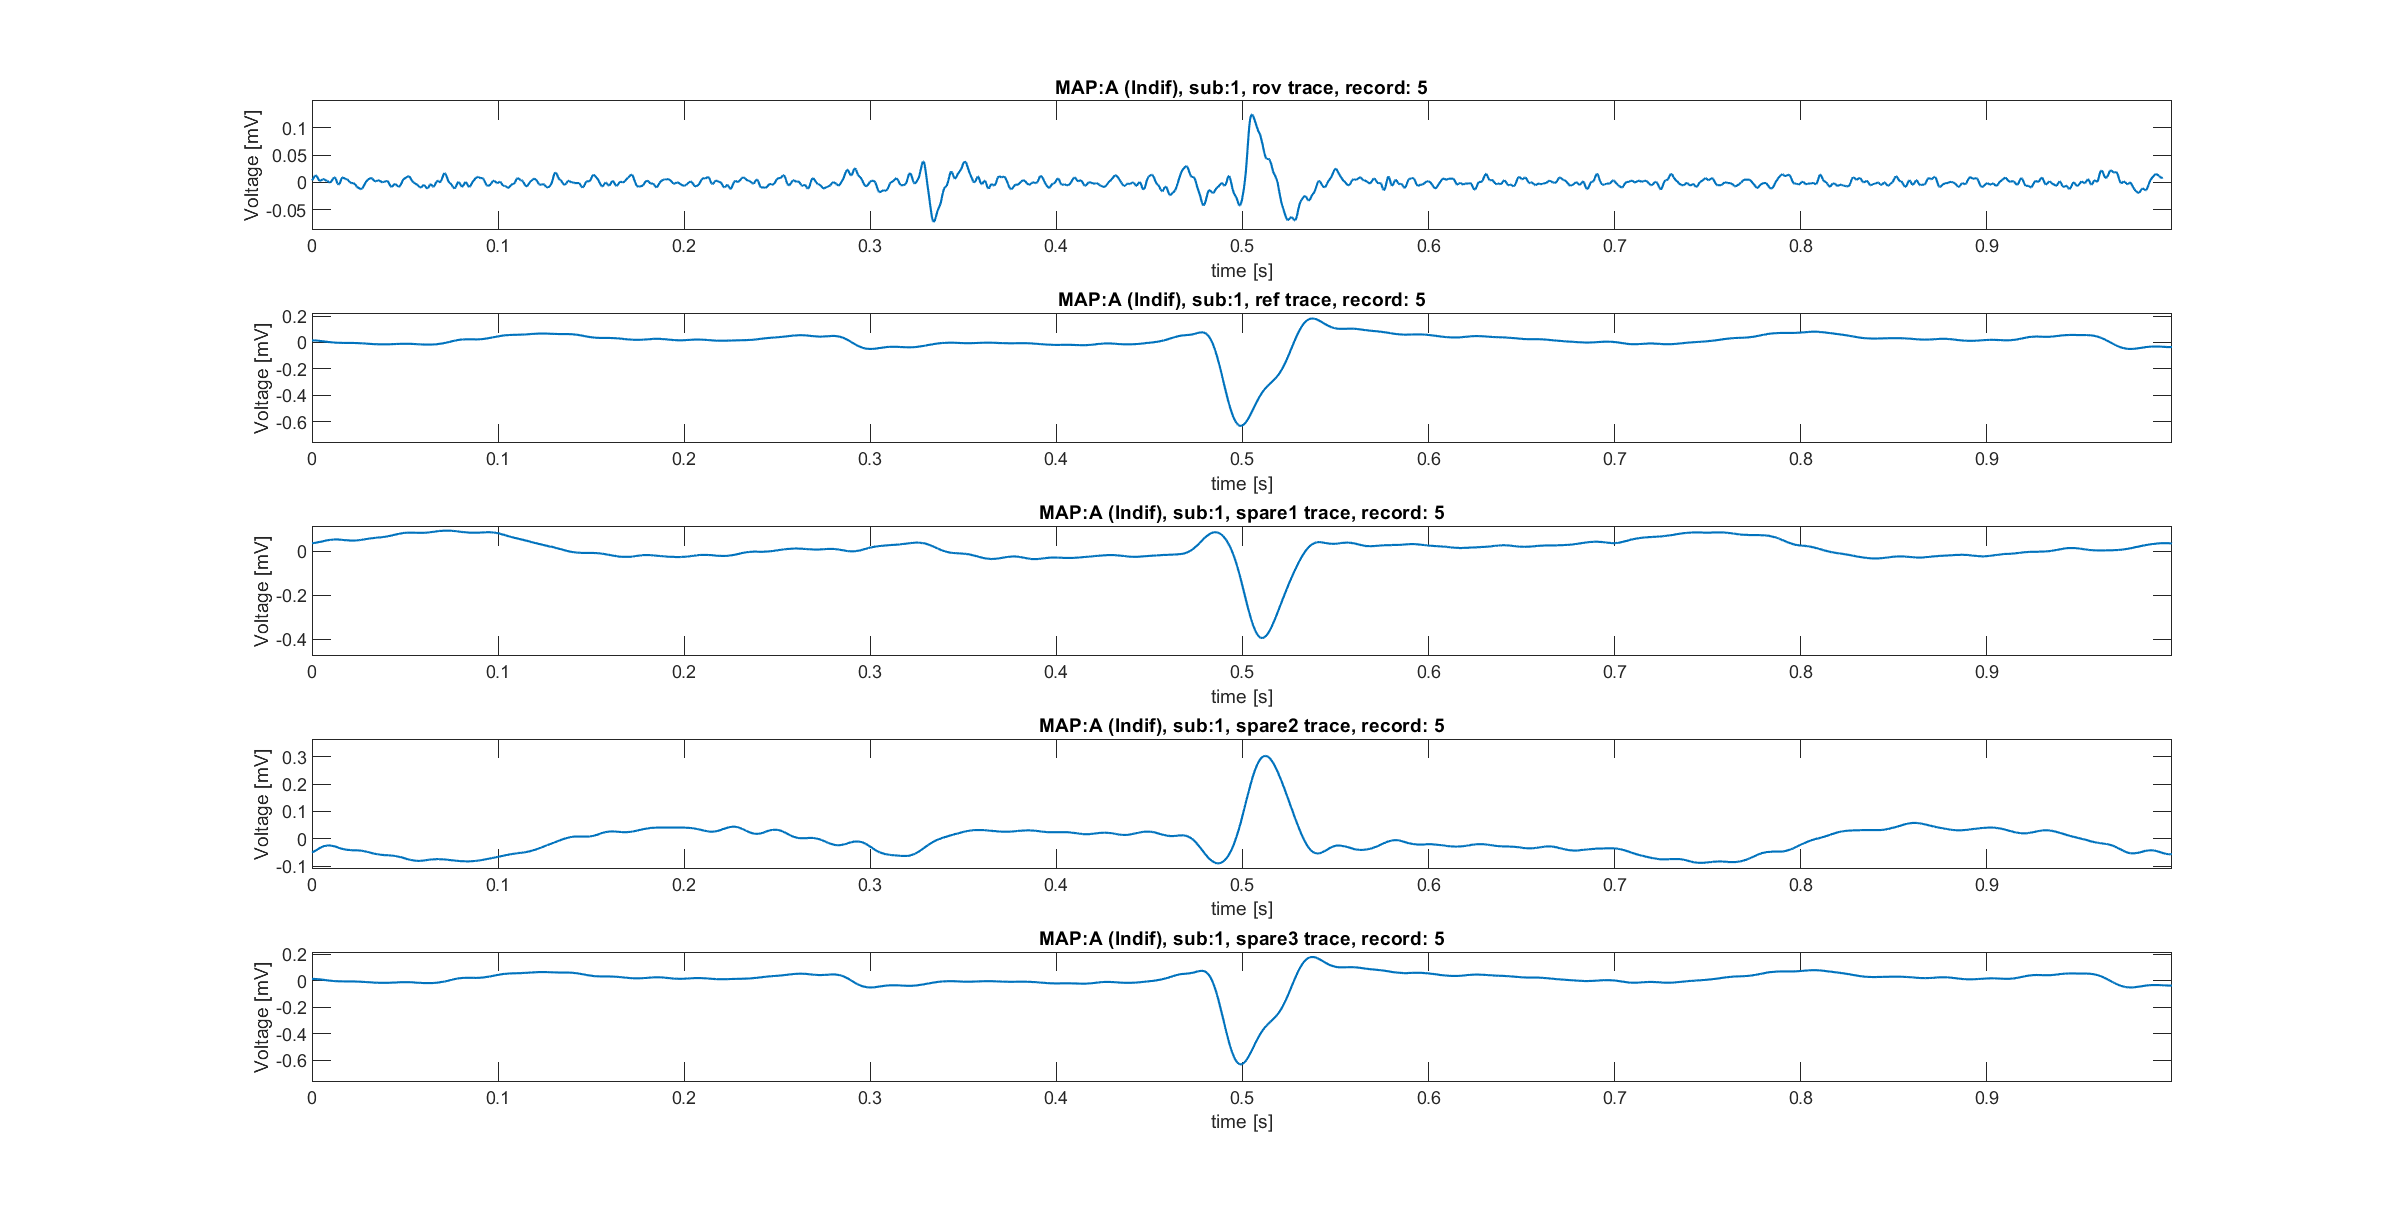 MAP:A (Indif), sub:1, rov trace, record: 5
Voltage [mV]
0.1
0.05
0
-0.05
0 0.1 0.2 0.3 0.4 0.5 0.6 0.7 0.8 0.9
time [s]
MAP:A (Indif), sub:1, ref trace, record: 5
Voltage [mV]
0.2
0
-0.2
-0.4
-0.6
0 0.1 0.2 0.3 0.4 0.5 0.6 0.7 0.8 0.9
time [s]
MAP:A (Indif), sub:1, spare1 trace, record: 5
Voltage [mV]
0
-0.2
-0.4
0 0.1 0.2 0.3 0.4 0.5 0.6 0.7 0.8 0.9
time [s]
MAP:A (Indif), sub:1, spare2 trace, record: 5
Voltage [mV]
0.3
0.2
0.1
0
-0.1
0 0.1 0.2 0.3 0.4 0.5 0.6 0.7 0.8 0.9
time [s]
MAP:A (Indif), sub:1, spare3 trace, record: 5
Voltage [mV]
0.2
0
-0.2
-0.4
-0.6
0 0.1 0.2 0.3 0.4 0.5 0.6 0.7 0.8 0.9
time [s]